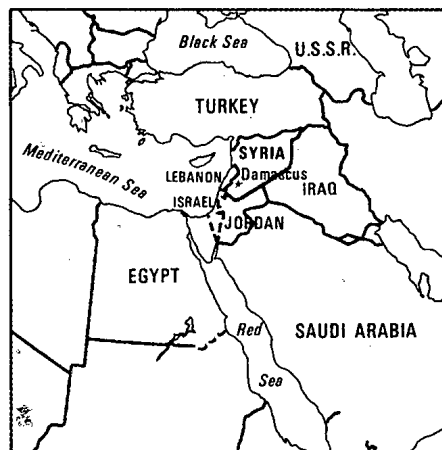 Black Sea
U.S.S.R.
TURKEY
Mediterranean Sea
SYRIA
LEBANON
Damascus
IRAQ
ISRAEL
JORDAN
EGYPT
Red
Sea
SAUDI ARABIA